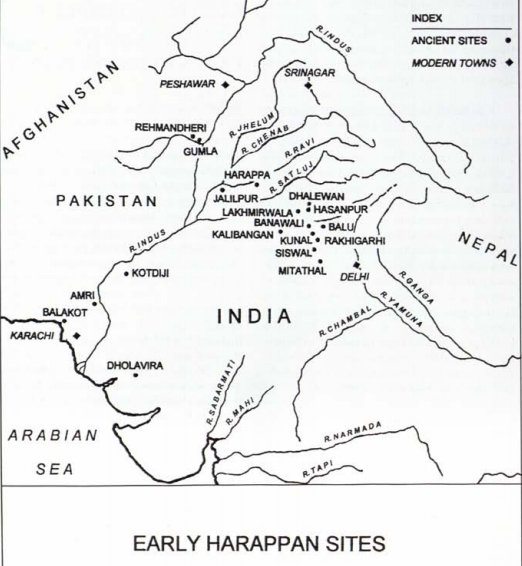 INDEX
ANCIENT SITES
MODERN TOWNS
R.INDUS
AFGHANISTAN
PESHAWAR
SRINAGAR
REHMANDHERI
GUMLA
R.JHELUM
R.CHENAB
R.RAVI
HARAPPA
R.SATLUJ
PAKISTAN
JALILPUR
DHALEWAN
LAKHMIRWALA
HASANPUR
BANAWALI
BALU
KALIBANGAN
KUNAL
RAKHIGARHI
SISWAL
MITATHAL
DELHI
NEPAL
R.INDUS
KOTDIJI
R.GANGA
R.YAMUNA
AMRI
BALAKOT
KARACHI
INDIA
R.CHAMBAL
DHOLAVIRA
R.SABARMATI
R.MAHI
ARABIAN
SEA
R.NARMADA
R.TAPI
EARLY HARAPPAN SITES